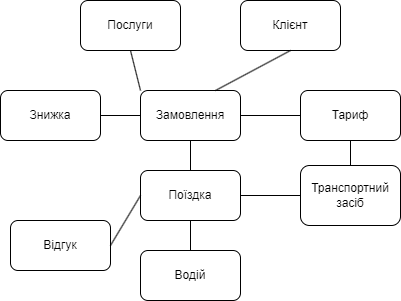 Послуги
Клієнт
Знижка
Замовлення
Тариф
Поїздка
Транспортний
засіб
Відгук
Водій